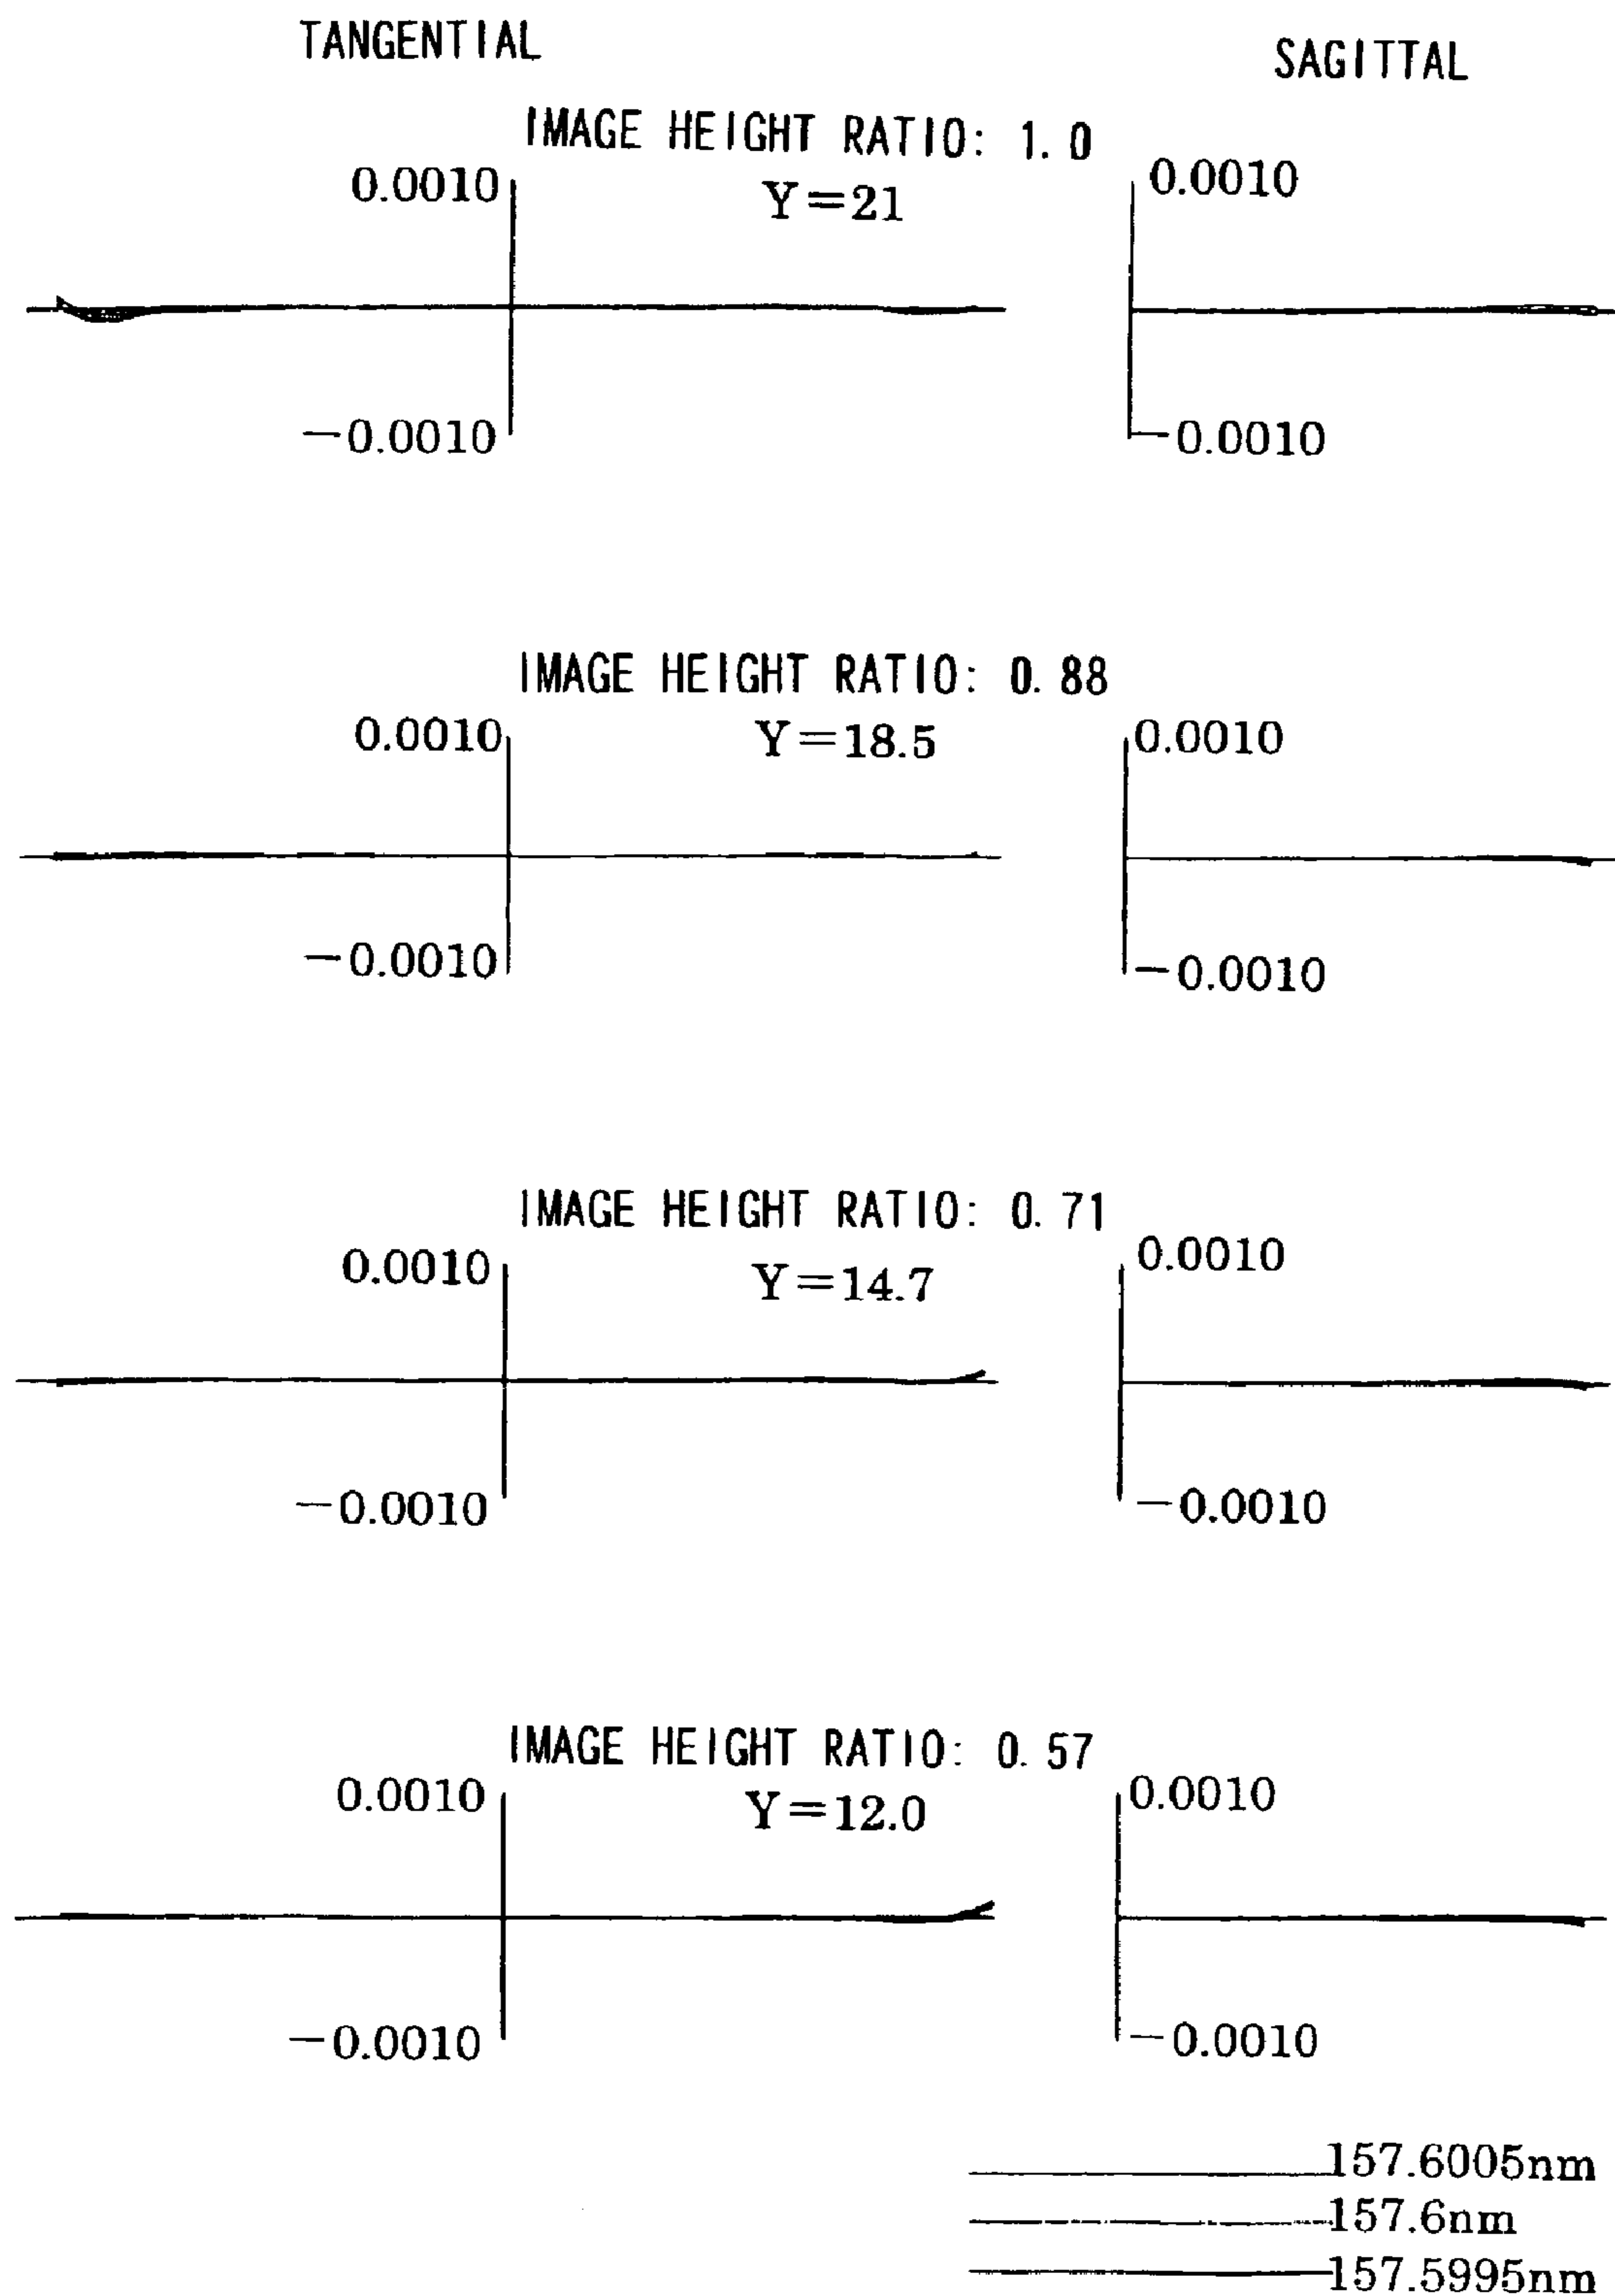 TANGENTIAL
SAGITTAL
IMAGE HEIGHT RATIO: 1.0
0.0010
Y=21
0.0010
−0.0010
−0.0010
IMAGE HEIGHT RATIO: 0.88
0.0010
Y=18.5
0.0010
−0.0010
−0.0010
IMAGE HEIGHT RATIO: 0.71
0.0010
Y=14.7
0.0010
−0.0010
−0.0010
IMAGE HEIGHT RATIO: 0.57
0.0010
Y=12.0
0.0010
−0.0010
−0.0010
157.6005nm
157.6nm
157.5995nm